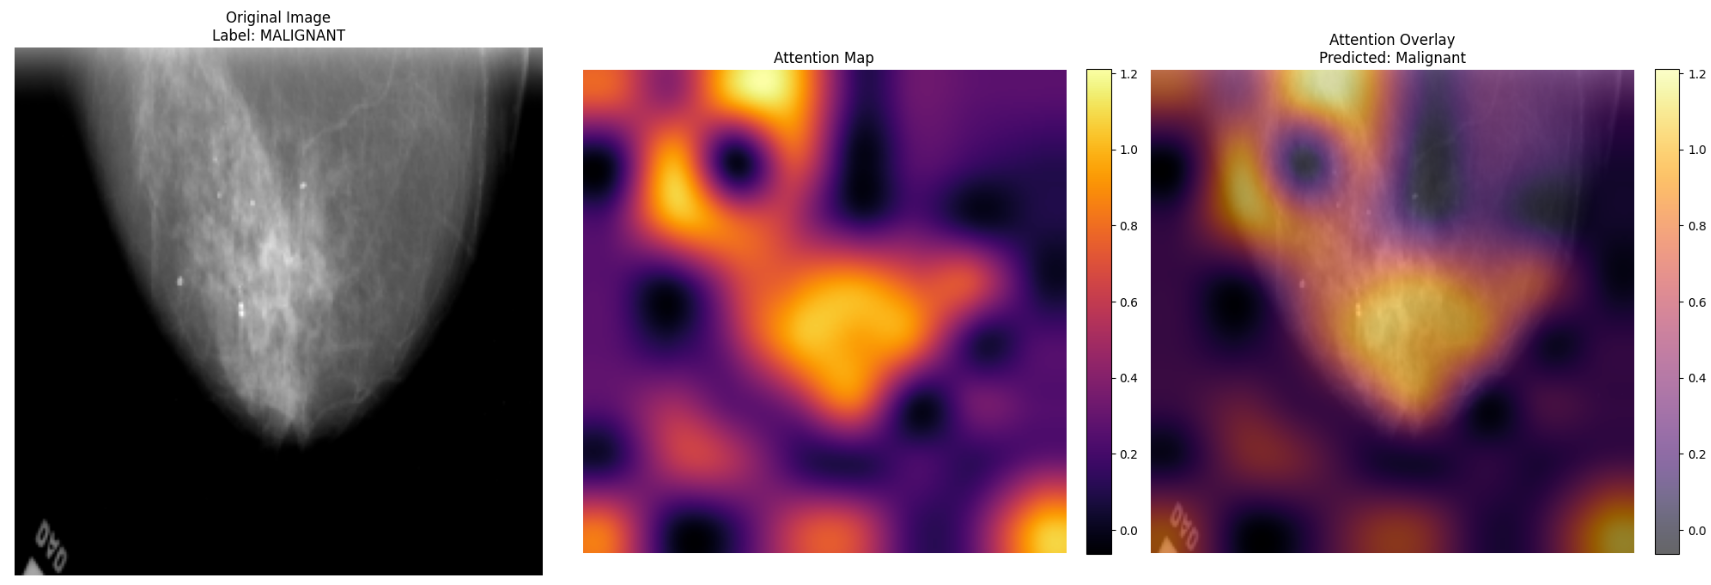 Original Image
Label: MALIGNANT
Attention Map
Attention Overlay
Predicted: Malignant
1.2
1.0
0.8
0.6
0.4
0.2
0.0
1.2
1.0
0.8
0.6
0.4
0.2
0.0